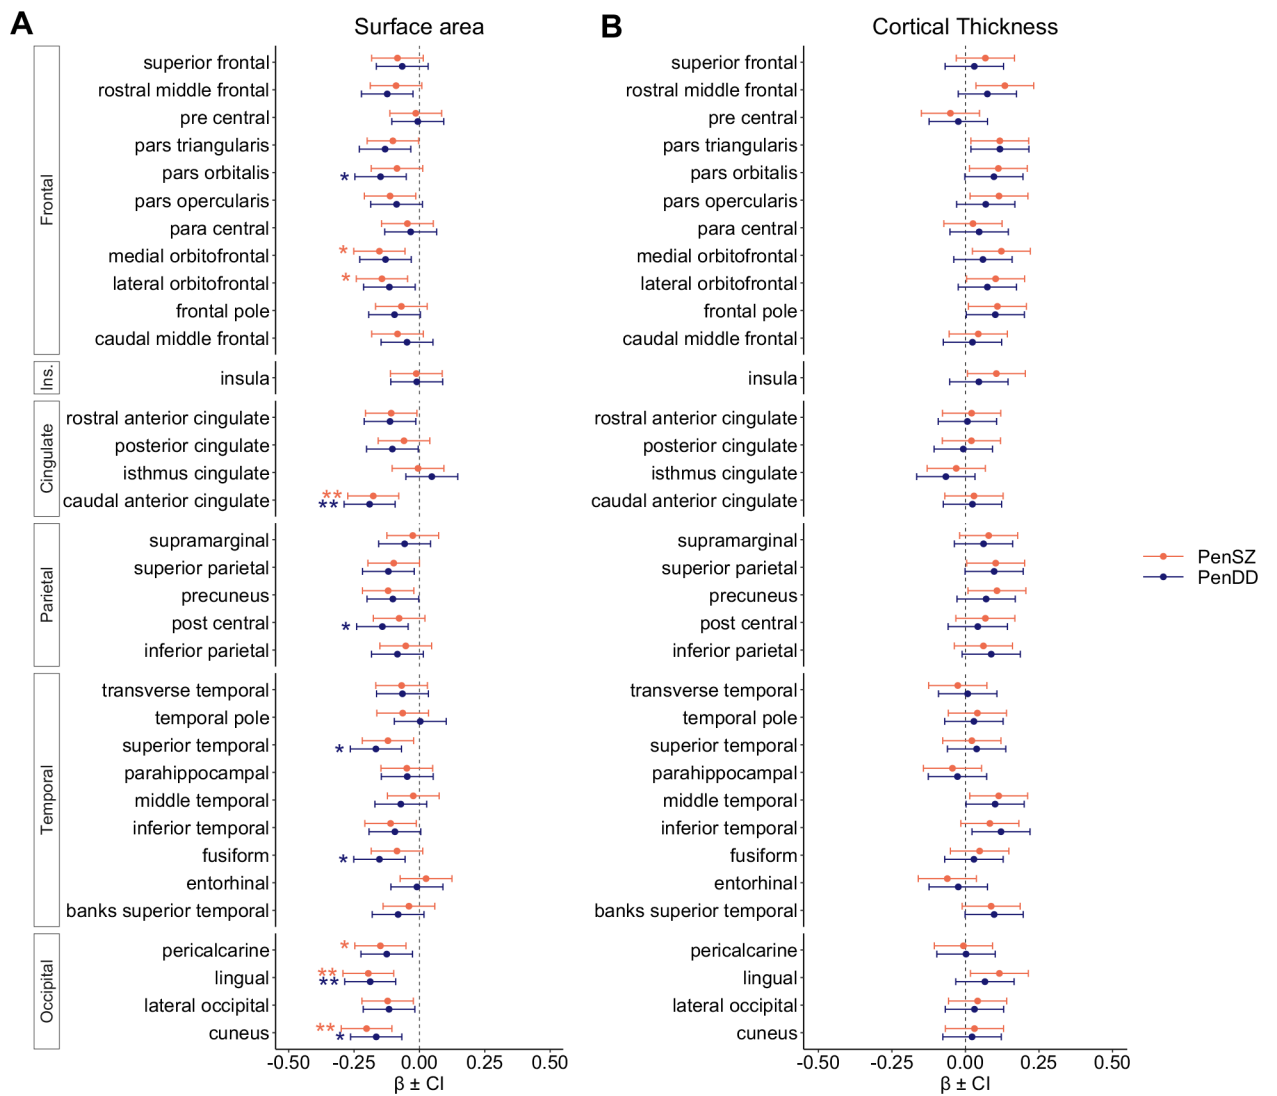 A
Surface area
Frontal
superior frontal
rostral middle frontal
pre central
pars triangularis
pars orbitalis
*
pars opercularis
para central
medial orbitofrontal
*
lateral orbitofrontal
*
frontal pole
caudal middle frontal
Ins.
insula
Cingulate
rostral anterior cingulate
posterior cingulate
isthmus cingulate
caudal anterior cingulate
**
**
Parietal
supramarginal
superior parietal
precuneus
post central
*
inferior parietal
Temporal
transverse temporal
temporal pole
superior temporal
*
parahippocampal
middle temporal
inferior temporal
fusiform
*
entorhinal
banks superior temporal
Occipital
pericalcarine
*
lingual
**
**
lateral occipital
cuneus
**
*
-0.50 -0.25 0.00 0.25 0.50
β ± CI
B
Cortical Thickness
superior frontal
rostral middle frontal
pre central
pars triangularis
pars orbitalis
pars opercularis
para central
medial orbitofrontal
lateral orbitofrontal
frontal pole
caudal middle frontal
insula
rostral anterior cingulate
posterior cingulate
isthmus cingulate
caudal anterior cingulate
supramarginal
superior parietal
precuneus
post central
inferior parietal
transverse temporal
temporal pole
superior temporal
parahippocampal
middle temporal
inferior temporal
fusiform
entorhinal
banks superior temporal
pericalcarine
lingual
lateral occipital
cuneus
-0.50 -0.25 0.00 0.25 0.50
β ± CI
PenSZ
PenDD